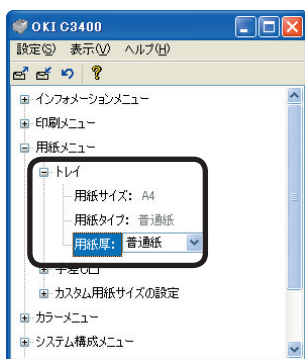 OKI C3400
設定(S) 表示(V) ヘルプ(H)
インフォメーションメニュー
印刷メニュー
用紙メニュー
トレイ
用紙サイズ: A4
用紙タイプ: 普通紙
用紙厚: 普通紙
手差し口
カスタム用紙サイズの設定
カラーメニュー
システム構成メニュー